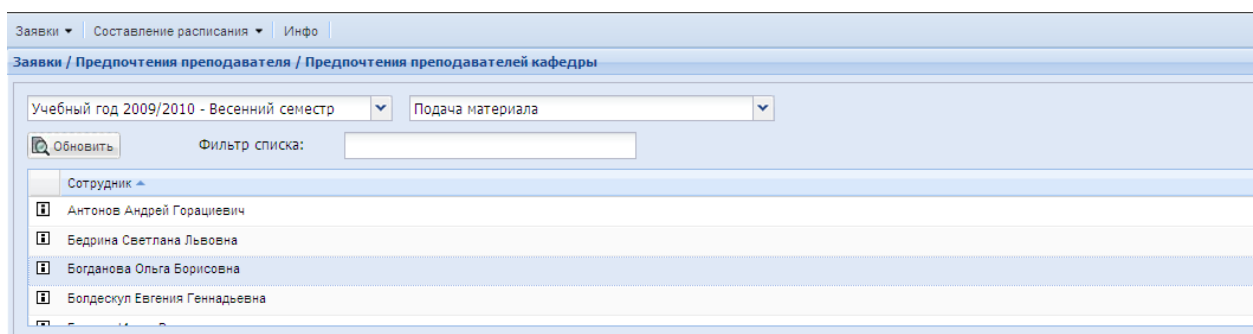 Заявки Составление расписания Инфо
Заявки / Предпочтения преподавателя / Предпочтения преподавателей кафедры
Учебный год 2009/2010 - Весенний семестр Подача материала
Обновить Фильтр списка:
Сотрудник
Антонов Андрей Горациевич
Бедрина Светлана Львовна
Богданова Ольга Борисовна
Болдескул Евгения Геннадьевна